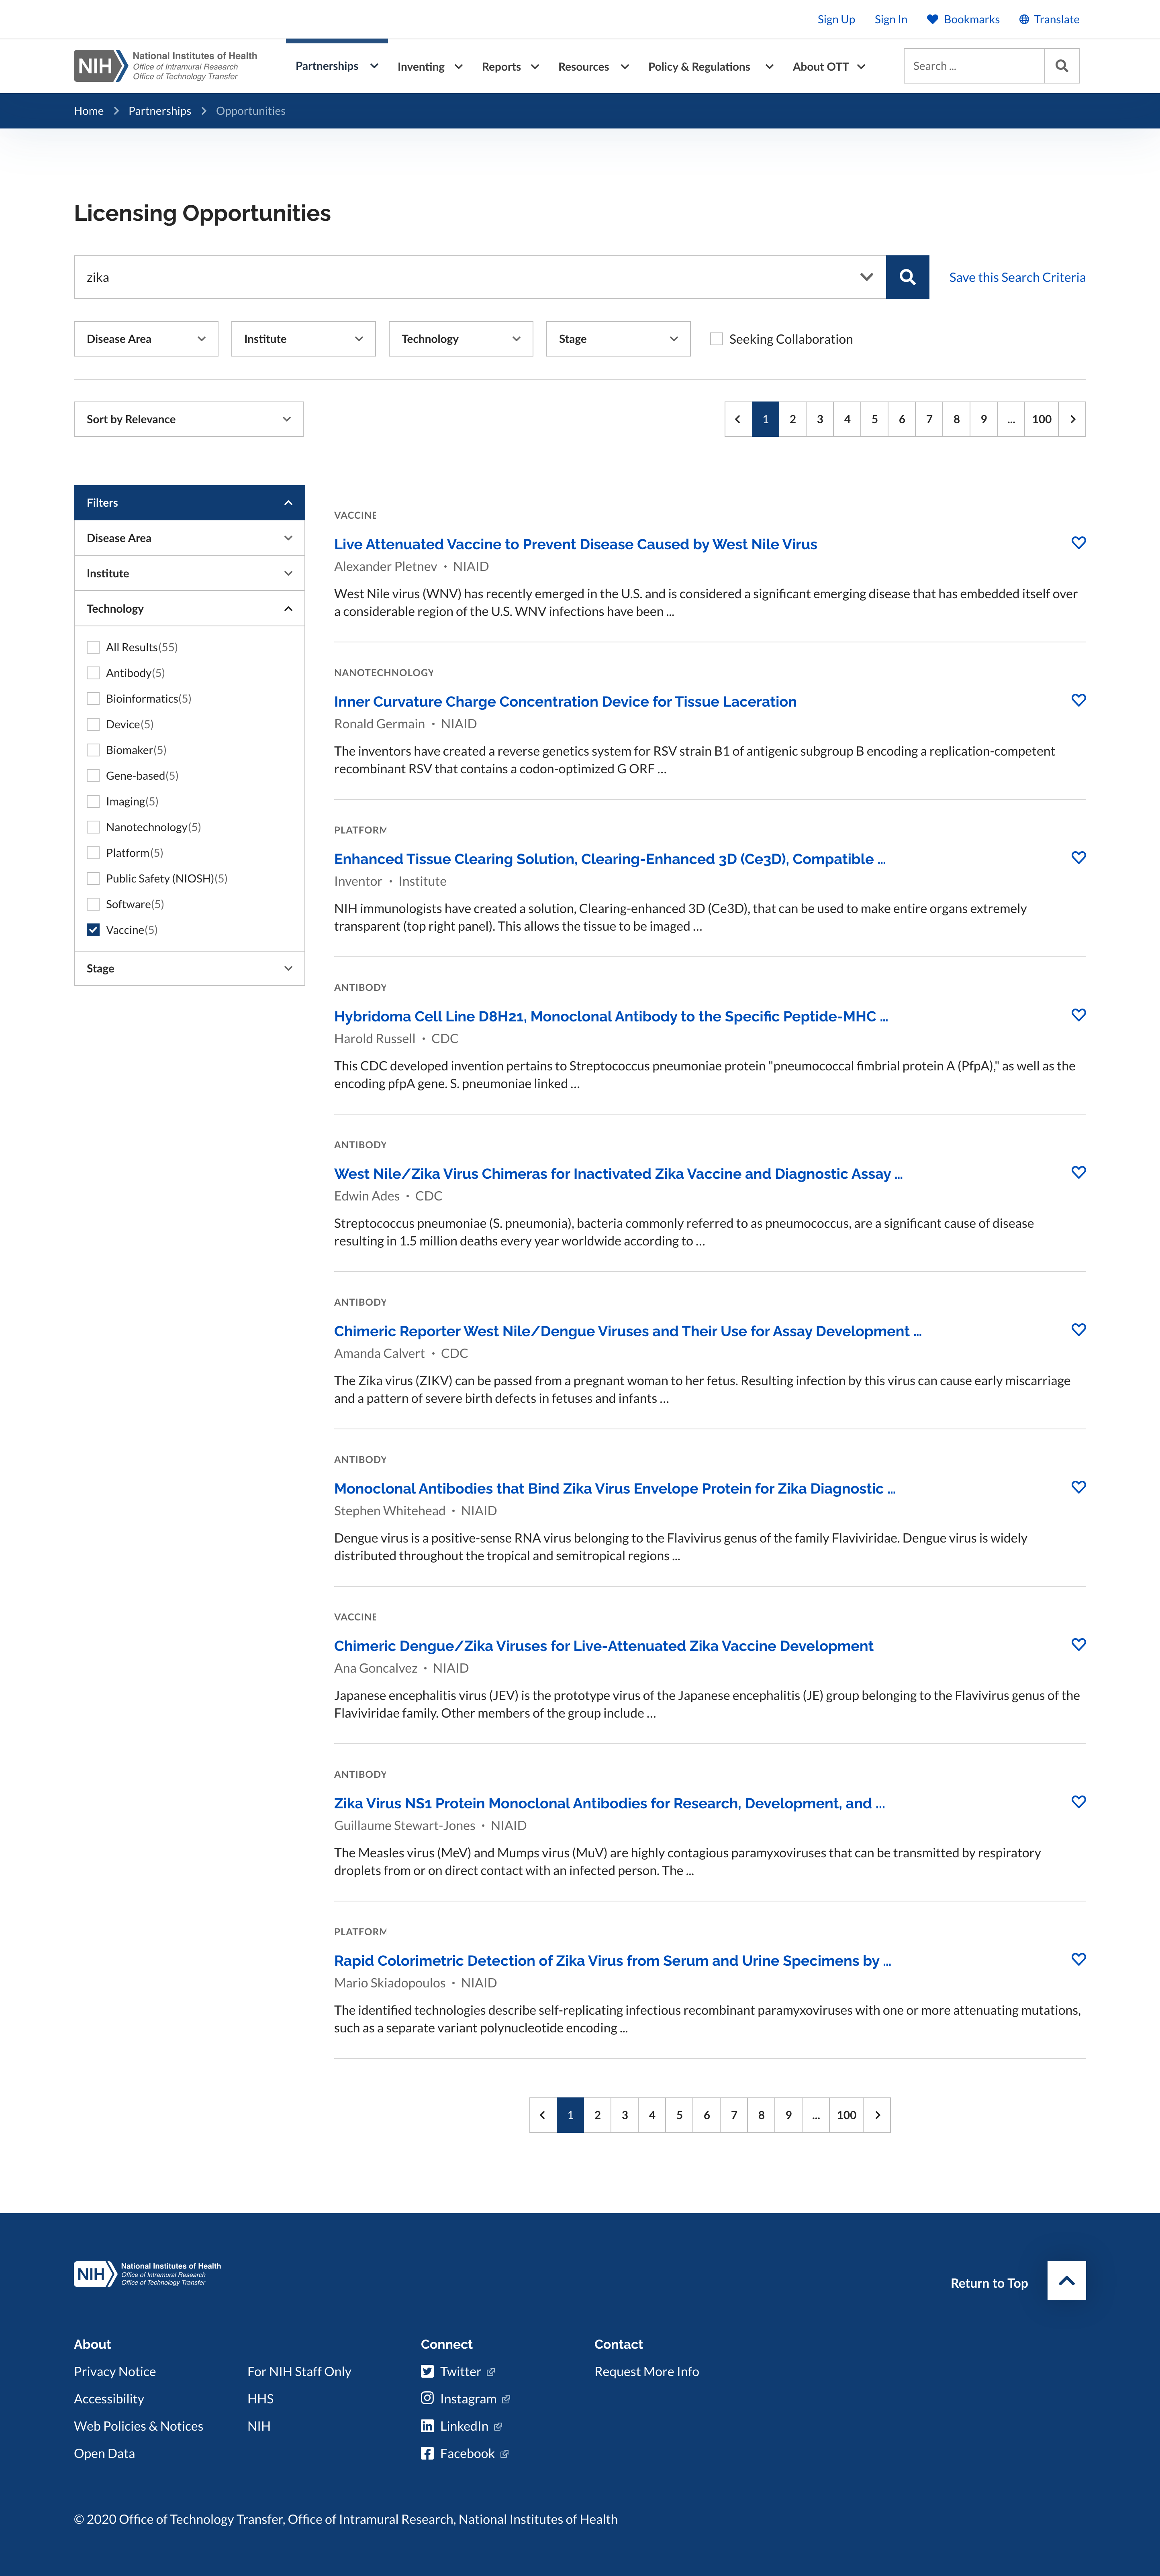 Sign Up Sign In Bookmarks Translate
NIH National Institutes of Health
Office of Intramural Research
Office of Technology Transfer
Partnerships Inventing Reports Resources Policy & Regulations About OTT Search ...
Home Partnerships Opportunities
Licensing Opportunities
zika Save this Search Criteria
Disease Area Institute Technology Stage Seeking Collaboration
Sort by Relevance 1 2 3 4 5 6 7 8 9 ... 100
Filters
Disease Area
Institute
Technology
All Results(55)
Antibody(5)
Bioinformatics(5)
Device(5)
Biomaker(5)
Gene-based(5)
Imaging(5)
Nanotechnology(5)
Platform(5)
Public Safety (NIOSH)(5)
Software(5)
Vaccine(5)
Stage
VACCINE
Live Attenuated Vaccine to Prevent Disease Caused by West Nile Virus
Alexander Pletnev · NIAID
West Nile virus (WNV) has recently emerged in the U.S. and is considered a significant emerging disease that has embedded itself over
a considerable region of the U.S. WNV infections have been ...
NANOTECHNOLOGY
Inner Curvature Charge Concentration Device for Tissue Laceration
Ronald Germain · NIAID
The inventors have created a reverse genetics system for RSV strain B1 of antigenic subgroup B encoding a replication-competent
recombinant RSV that contains a codon-optimized G ORF ...
PLATFORM
Enhanced Tissue Clearing Solution, Clearing-Enhanced 3D (Ce3D), Compatible ...
Inventor · Institute
NIH immunologists have created a solution, Clearing-enhanced 3D (Ce3D), that can be used to make entire organs extremely
transparent (top right panel). This allows the tissue to be imaged ...
ANTIBODY
Hybridoma Cell Line D8H21, Monoclonal Antibody to the Specific Peptide-MHC ...
Harold Russell · CDC
This CDC developed invention pertains to Streptococcus pneumoniae protein "pneumococcal fimbrial protein A (PfpA)," as well as the
encoding pfpA gene. S. pneumoniae linked ...
ANTIBODY
West Nile/Zika Virus Chimeras for Inactivated Zika Vaccine and Diagnostic Assay ...
Edwin Ades · CDC
Streptococcus pneumoniae (S. pneumonia), bacteria commonly referred to as pneumococcus, are a significant cause of disease
resulting in 1.5 million deaths every year worldwide according to ...
ANTIBODY
Chimeric Reporter West Nile/Dengue Viruses and Their Use for Assay Development ...
Amanda Calvert · CDC
The Zika virus (ZIKV) can be passed from a pregnant woman to her fetus. Resulting infection by this virus can cause early miscarriage
and a pattern of severe birth defects in fetuses and infants ...
ANTIBODY
Monoclonal Antibodies that Bind Zika Virus Envelope Protein for Zika Diagnostic ...
Stephen Whitehead · NIAID
Dengue virus is a positive-sense RNA virus belonging to the Flavivirus genus of the family Flaviviridae. Dengue virus is widely
distributed throughout the tropical and semitropical regions ...
VACCINE
Chimeric Dengue/Zika Viruses for Live-Attenuated Zika Vaccine Development
Ana Goncalvez · NIAID
Japanese encephalitis virus (JEV) is the prototype virus of the Japanese encephalitis (JE) group belonging to the Flavivirus genus of the
Flaviviridae family. Other members of the group include ...
ANTIBODY
Zika Virus NS1 Protein Monoclonal Antibodies for Research, Development, and ...
Guillaume Stewart-Jones · NIAID
The Measles virus (MeV) and Mumps virus (MuV) are highly contagious paramyxoviruses that can be transmitted by respiratory
droplets from or on direct contact with an infected person. The ...
PLATFORM
Rapid Colorimetric Detection of Zika Virus from Serum and Urine Specimens by ...
Mario Skiadopoulos · NIAID
The identified technologies describe self-replicating infectious recombinant paramyxoviruses with one or more attenuating mutations,
such as a separate variant polynucleotide encoding ...
1 2 3 4 5 6 7 8 9 ... 100
NIH National Institutes of Health
Office of Intramural Research
Office of Technology Transfer
Return to Top
About Connect Contact
Privacy Notice For NIH Staff Only Twitter Request More Info
Accessibility HHS Instagram
Web Policies & Notices NIH LinkedIn
Open Data Facebook
© 2020 Office of Technology Transfer, Office of Intramural Research, National Institutes of Health